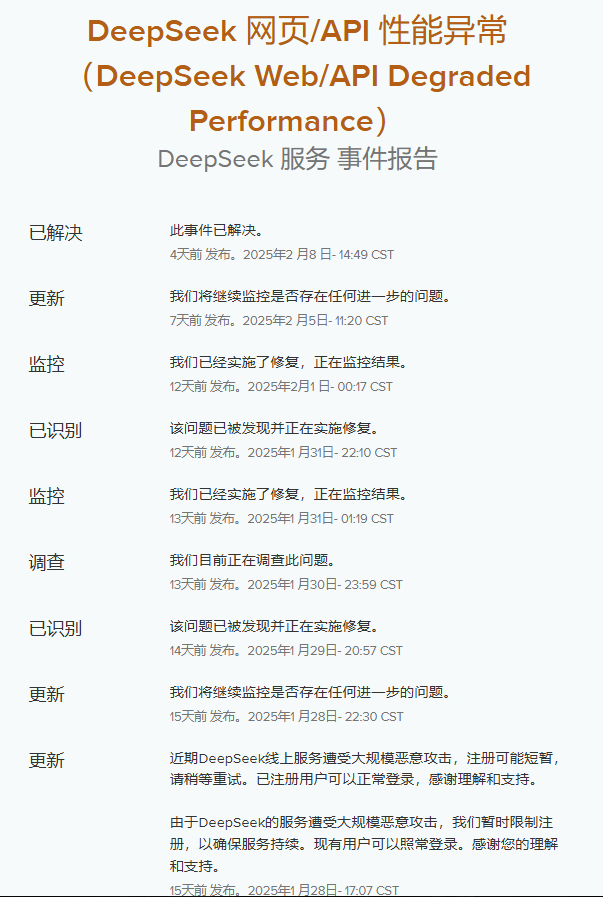 DeepSeek 网页/API 性能异常
（DeepSeek Web/API Degraded
Performance）
DeepSeek 服务 事件报告
已解决
此事件已解决。
4天前 发布。2025年2 月8 日- 14:49 CST
更新
我们将继续监控是否存在任何进一步的问题。
7天前 发布。2025年2 月5日- 11:20 CST
监控
我们已经实施了修复，正在监控结果。
12天前 发布。2025年2月1 日- 00:17 CST
已识别
该问题已被发现并正在实施修复。
12天前 发布。2025年1 月31日- 22:10 CST
监控
我们已经实施了修复，正在监控结果。
13天前 发布。2025年1 月31日- 01:19 CST
调查
我们目前正在调查此问题。
13天前 发布。2025年1 月30日- 23:59 CST
已识别
该问题已被发现并正在实施修复。
14天前 发布。2025年1 月29日- 20:57 CST
更新
我们将继续监控是否存在任何进一步的问题。
15天前 发布。2025年1 月28日- 22:30 CST
更新
近期DeepSeek线上服务遭受大规模恶意攻击，注册可能短暂，
请稍等重试。已注册用户可以正常登录，感谢理解和支持。
由于DeepSeek的服务遭受大规模恶意攻击，我们暂时限制注
册，以确保服务持续。现有用户可以照常登录。感谢您的理解
和支持。
15天前 发布。2025年1 月28日- 17:07 CST